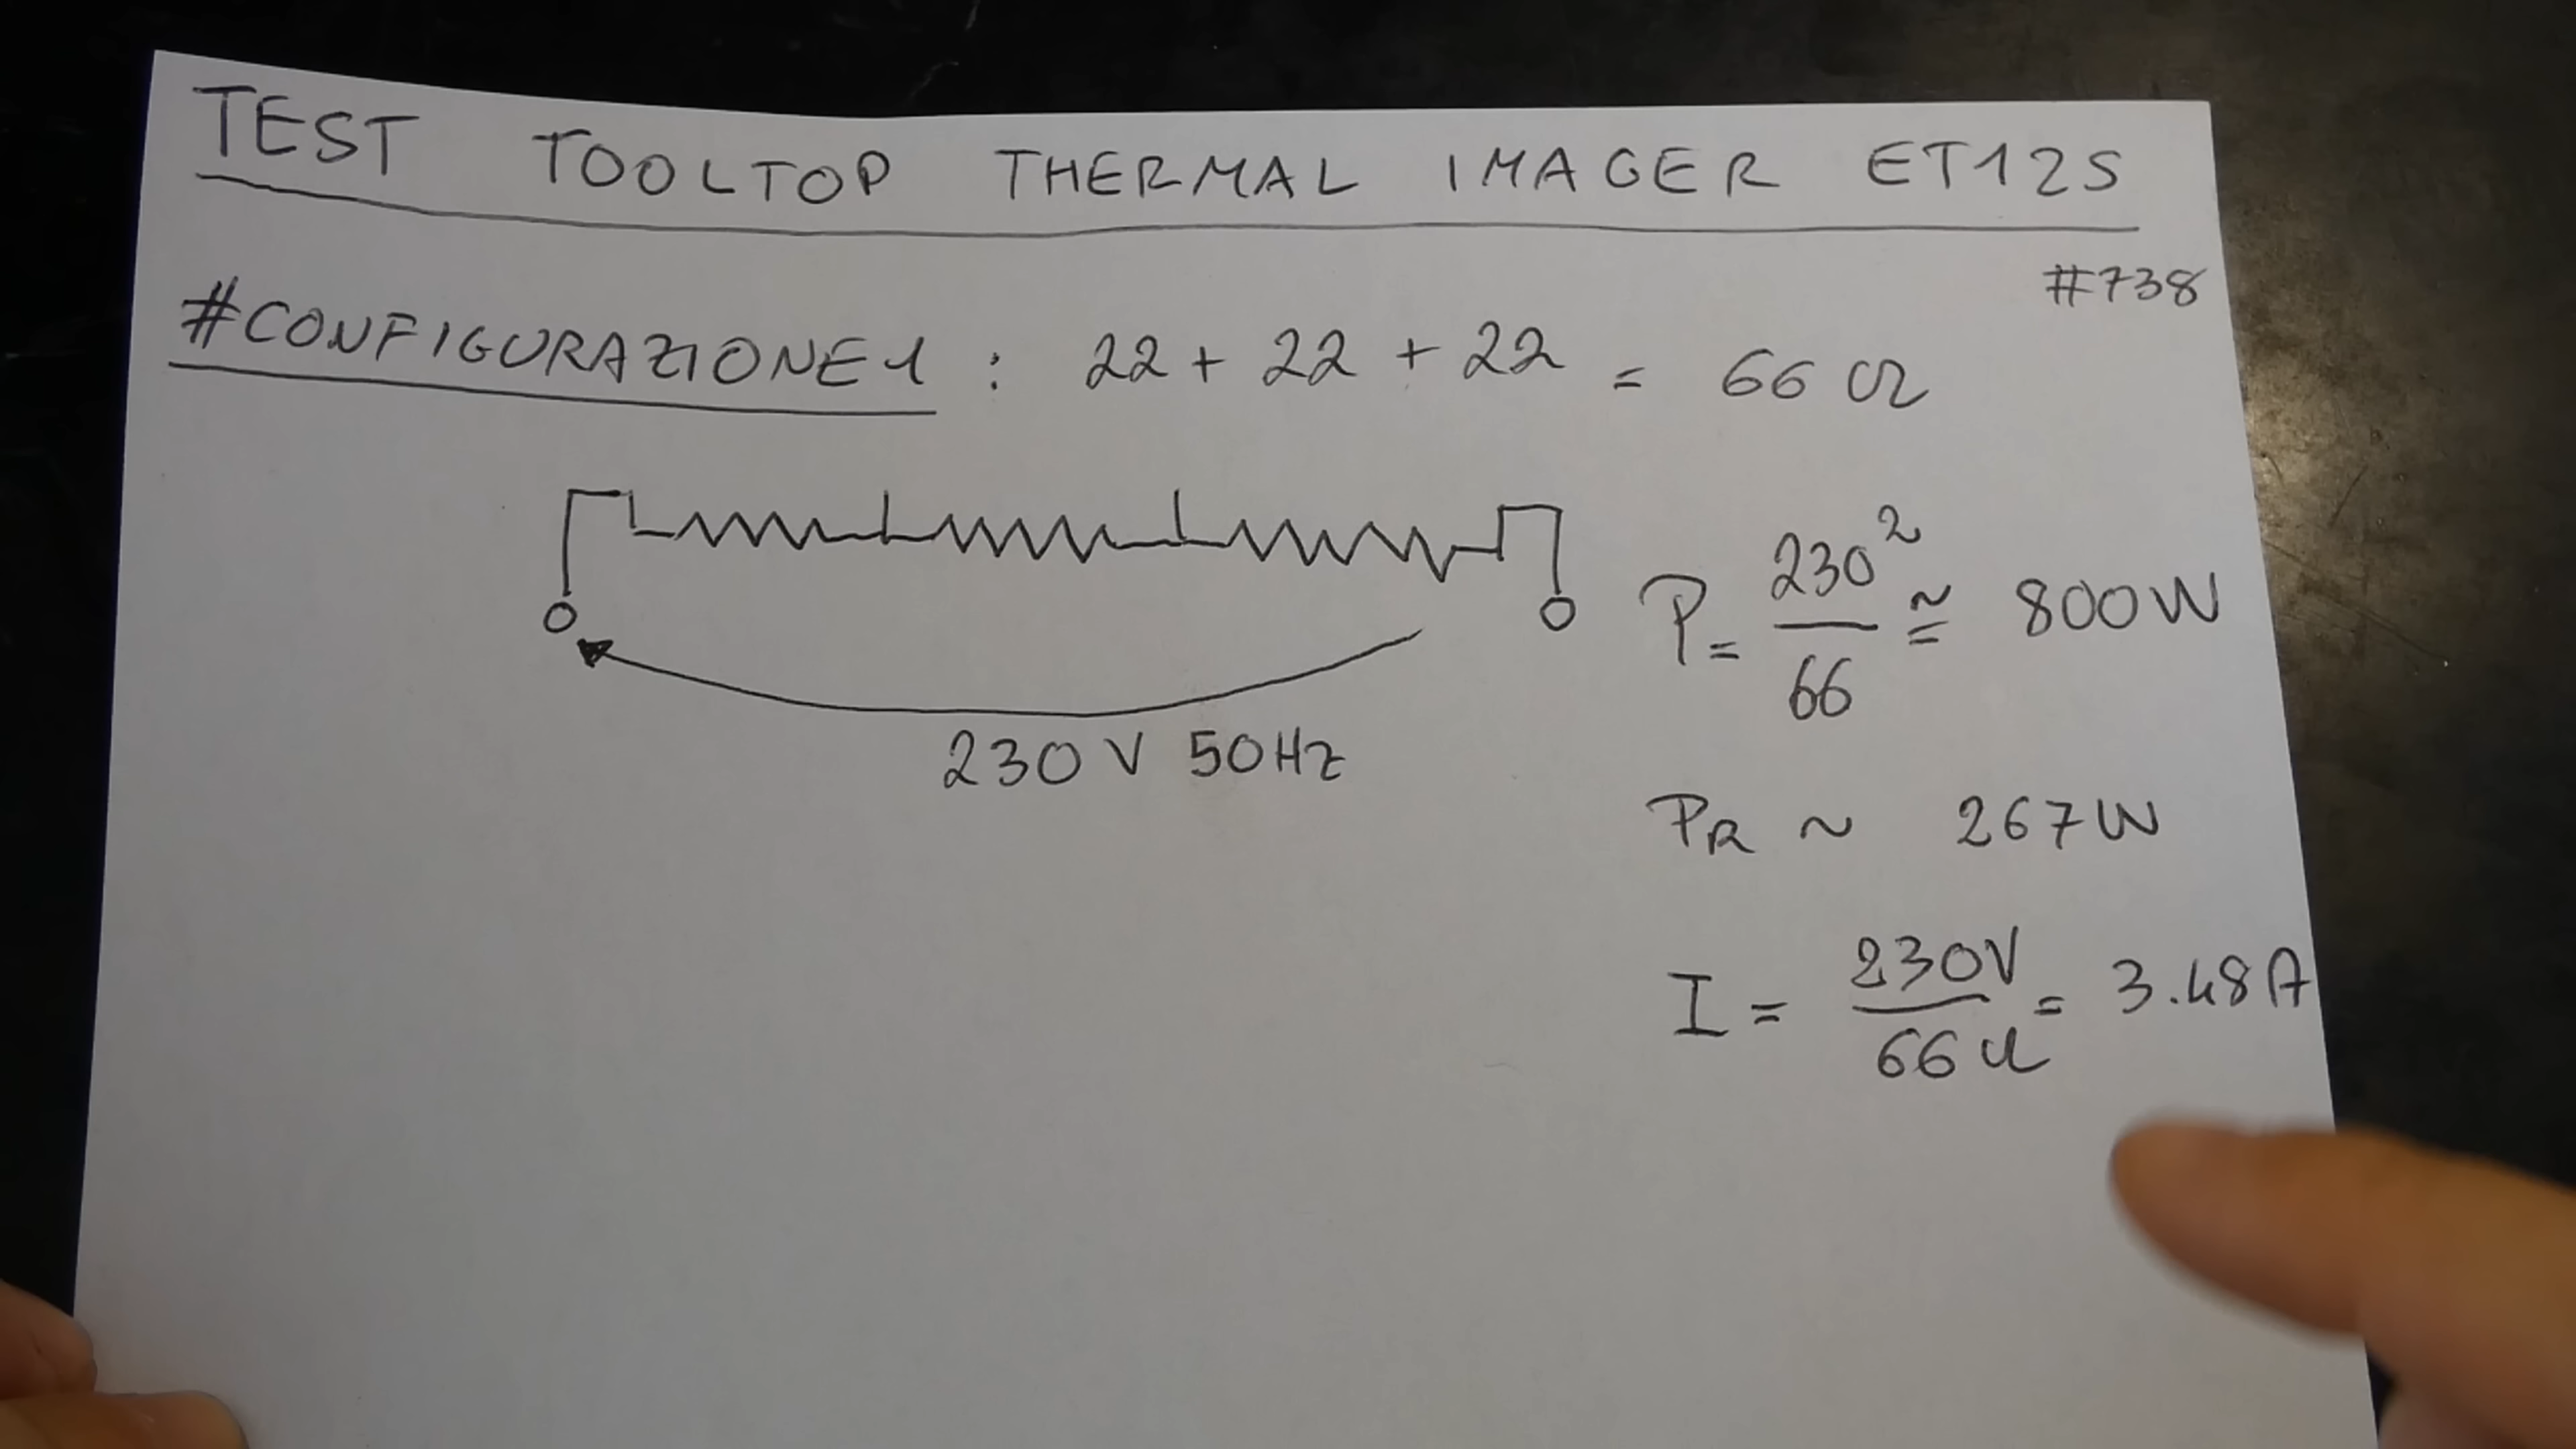 TEST TOOLTOP THERMAL IMAGER ET12S
#738
#CONFIGURAZIONE1 : 22 + 22 + 22 = 66 Ω
P = 230² / 66 ≅ 800W
230 V 50Hz
PR ~ 267W
I = 230V / 66 Ω = 3.48A